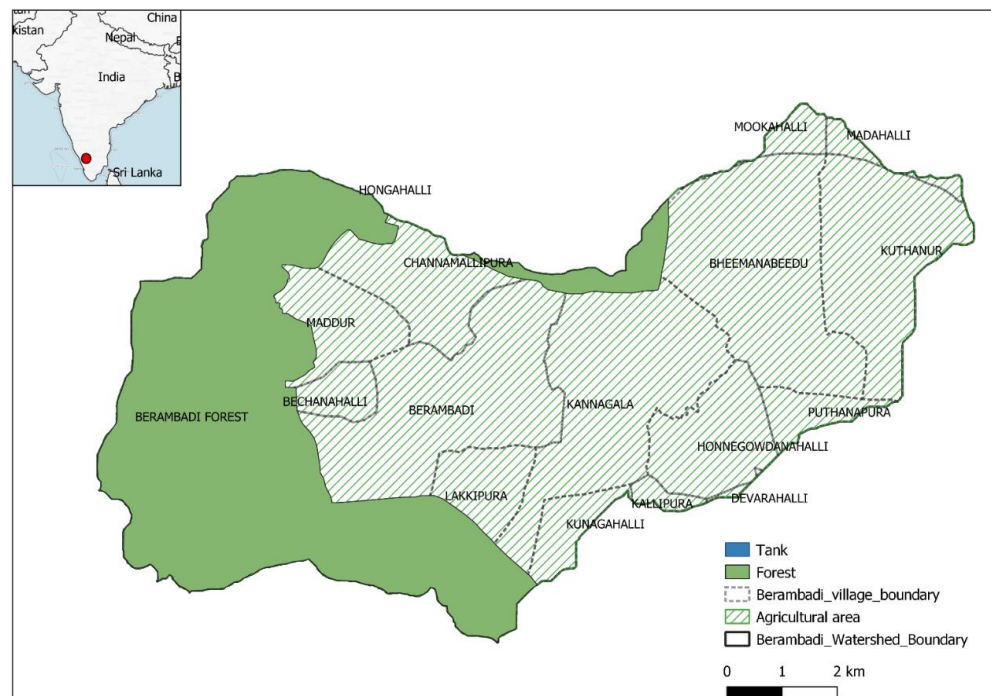 China
kistan
Nepal
India
Sri Lanka
MOOKAHALLI
MADAHALLI
HONGAHALLI
KUTHANUR
CHANNAMALLIPURA
BHEEMANABEEDU
MADDUR
BECHANAHALLI
BERAMBADI FOREST
BERAMBADI
KANNAGALA
PUTHANAPURA
HONNEGOWDANAHALLI
LAKKIPURA
KALLIPURA
DEVARAHALLI
KUNAGAHALLI
Tank
Forest
Berambadi_village_boundary
Agricultural area
Berambadi_Watershed_Boundary
0 1 2 km